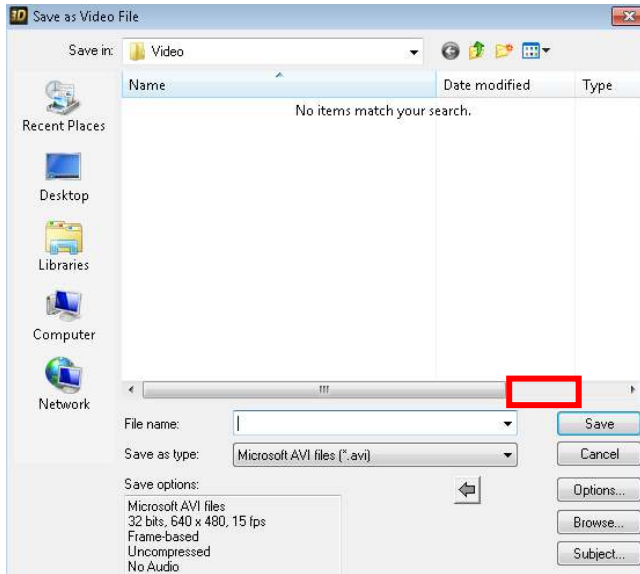 3D Save as Video File
Save in: Video
Name Date modified Type
No items match your search.
Recent Places
Desktop
Libraries
Computer
Network
File name:
Save
Save as type: Microsoft AVI files (*.avi)
Cancel
Save options:
Options...
Microsoft AVI files
32 bits, 640 x 480, 15 fps
Browse...
Frame-based
Uncompressed
Subject...
No Audio